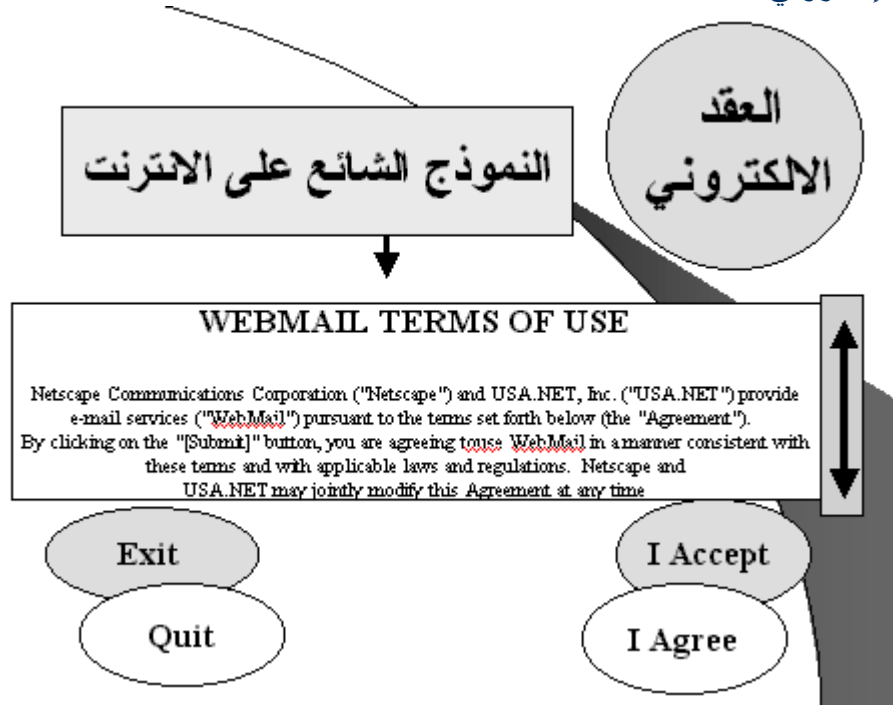 العقد
الالكتروني
النموذج الشائع على الانترنت
WEBMAIL TERMS OF USE
Netscape Communications Corporation ("Netscape") and USA.NET, Inc. ("USA.NET") provide
e-mail services ("WebMail") pursuant to the terms set forth below (the "Agreement").
By clicking on the "[Submit]" button, you are agreeing touse WebMail in a manner consistent with
these terms and with applicable laws and regulations. Netscape and
USA.NET may jointly modify this Agreement at any time
Exit
I Accept
Quit
I Agree